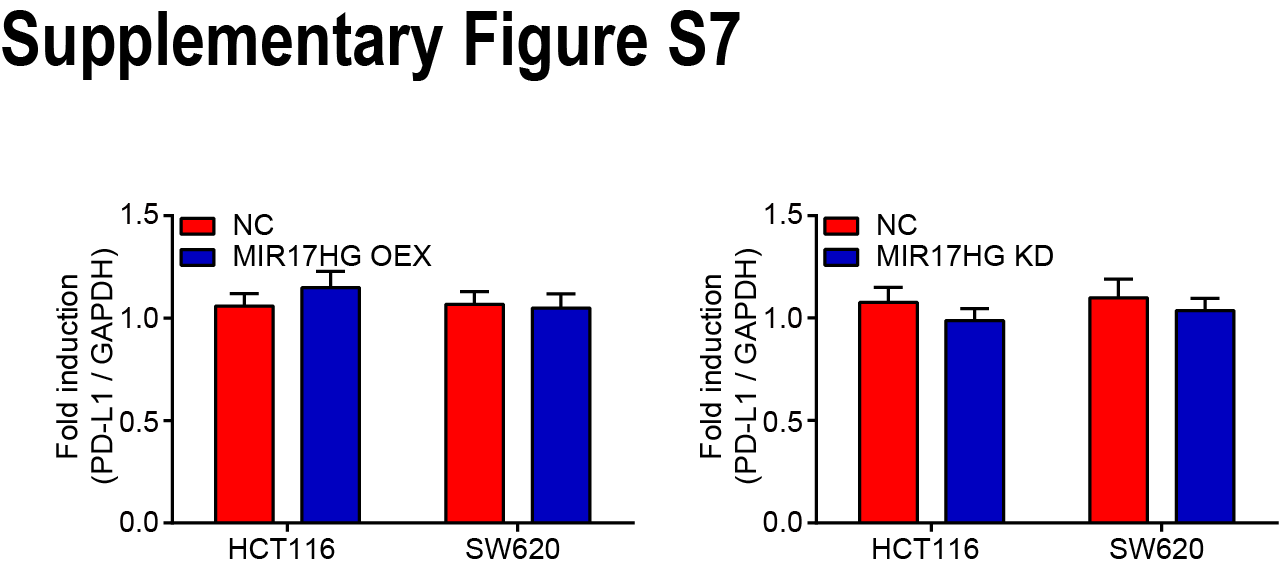 Supplementary Figure S7
1.5
1.0
0.5
0.0
Fold induction
(PD-L1 / GAPDH)
NC
MIR17HG OEX
HCT116
SW620
1.5
1.0
0.5
0.0
Fold induction
(PD-L1 / GAPDH)
NC
MIR17HG KD
HCT116
SW620